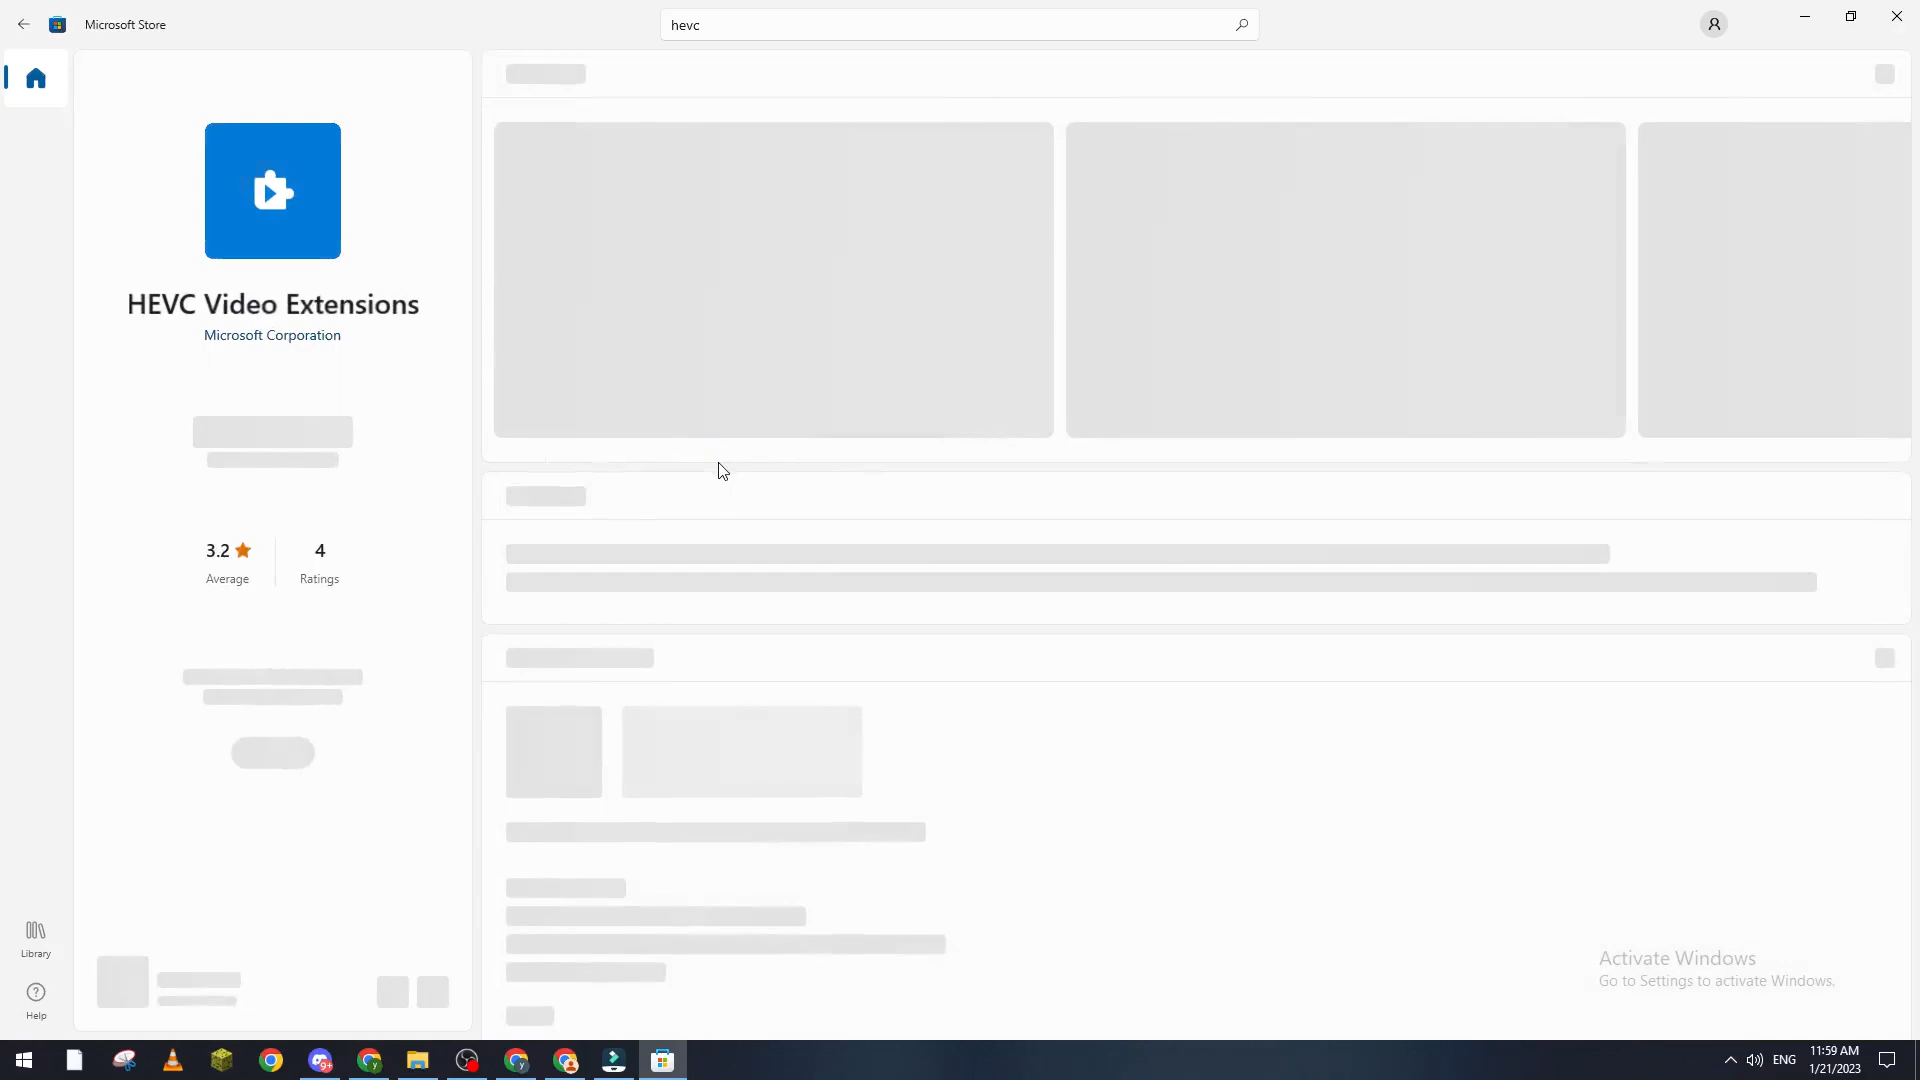 Microsoft Store
hevc
HEVC Video Extensions
Microsoft Corporation
3.2
Average
4
Ratings
Library
Help
Activate Windows
Go to Settings to activate Windows.
9+
y
y
ENG
11:59 AM
1/21/2023